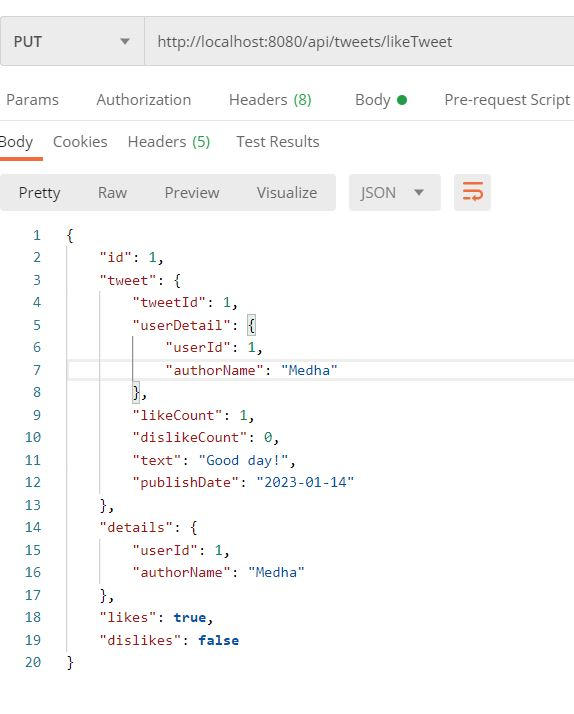 PUT http://localhost:8080/api/tweets/likeTweet
Params Authorization Headers (8) Body Pre-request Script
Body Cookies Headers (5) Test Results
Pretty Raw Preview Visualize JSON
1 {
2 "id": 1,
3 "tweet": {
4 "tweetId": 1,
5 "userDetail": {
6 "userId": 1,
7 "authorName": "Medha"
8 },
9 "likeCount": 1,
10 "dislikeCount": 0,
11 "text": "Good day!",
12 "publishDate": "2023-01-14"
13 },
14 "details": {
15 "userId": 1,
16 "authorName": "Medha"
17 },
18 "likes": true,
19 "dislikes": false
20 }